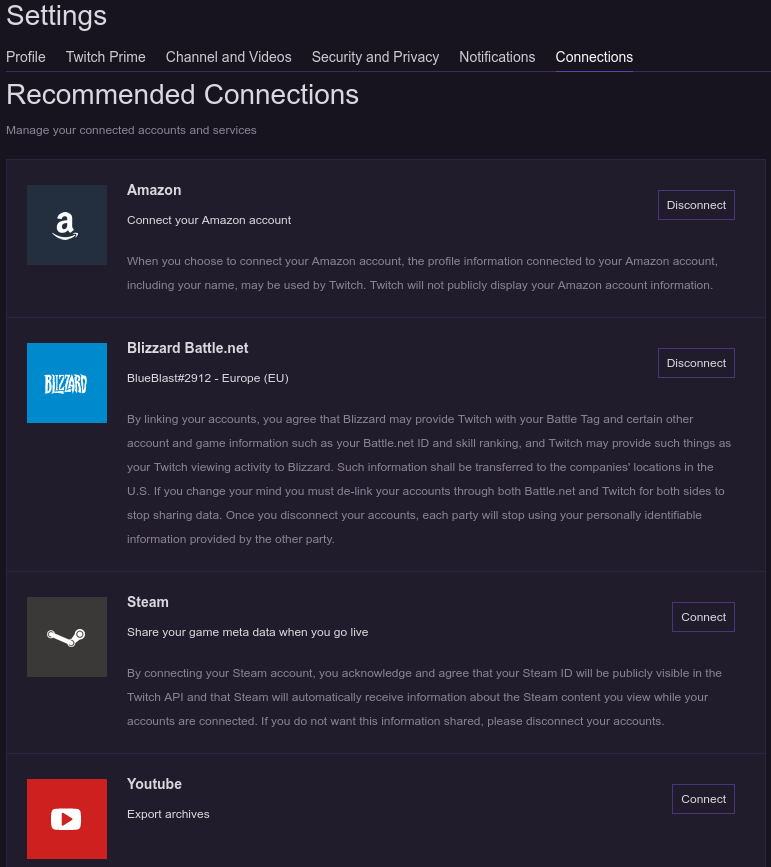 Settings
Profile Twitch Prime Channel and Videos Security and Privacy Notifications Connections
Recommended Connections
Manage your connected accounts and services
Amazon
Disconnect
Connect your Amazon account
When you choose to connect your Amazon account, the profile information connected to your Amazon account,
including your name, may be used by Twitch. Twitch will not publicly display your Amazon account information.
BLIZZARD
Blizzard Battle.net
Disconnect
BlueBlast#2912 - Europe (EU)
By linking your accounts, you agree that Blizzard may provide Twitch with your Battle Tag and certain other
account and game information such as your Battle.net ID and skill ranking, and Twitch may provide such things as
your Twitch viewing activity to Blizzard. Such information shall be transferred to the companies' locations in the
U.S. If you change your mind you must de-link your accounts through both Battle.net and Twitch for both sides to
stop sharing data. Once you disconnect your accounts, each party will stop using your personally identifiable
information provided by the other party.
Steam
Connect
Share your game meta data when you go live
By connecting your Steam account, you acknowledge and agree that your Steam ID will be publicly visible in the
Twitch API and that Steam will automatically receive information about the Steam content you view while your
accounts are connected. If you do not want this information shared, please disconnect your accounts.
Youtube
Connect
Export archives